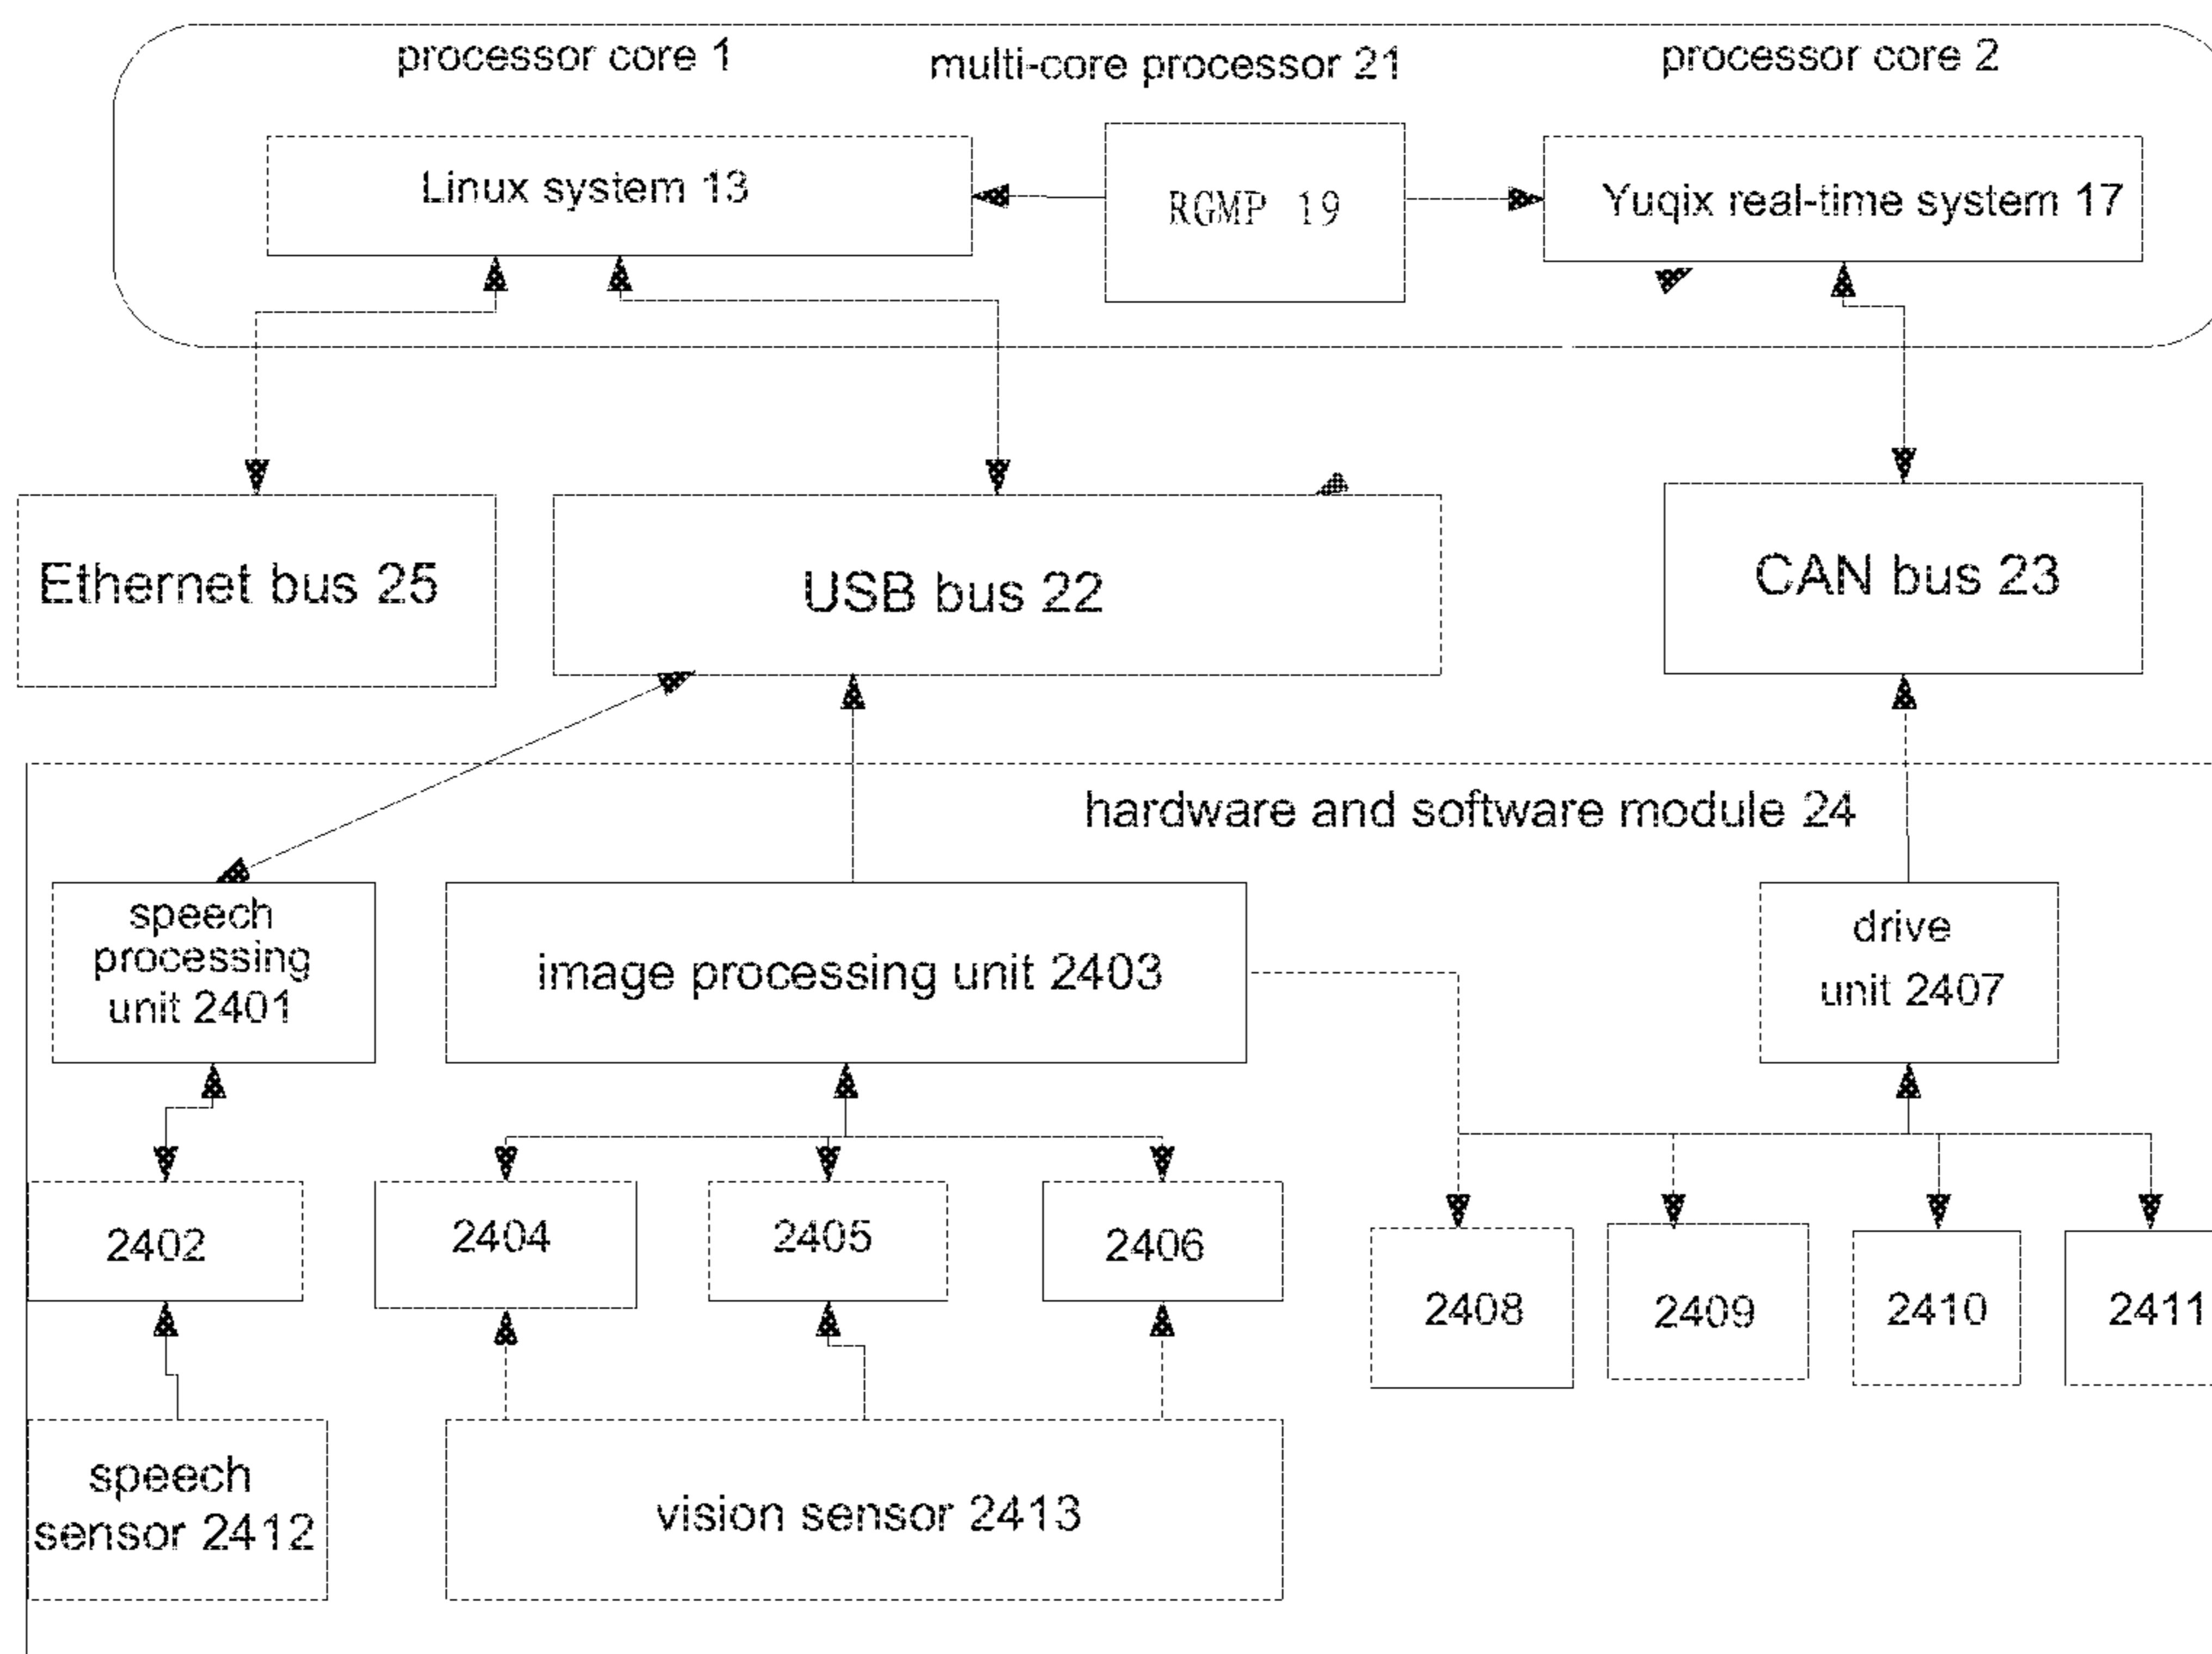 processor core 1
multi-core processor 21
processor core 2
Linux system 13
RGMP 19
Yuqix real-time system 17
Ethernet bus 25
USB bus 22
CAN bus 23
hardware and software module 24
speech
processing
unit 2401
image processing unit 2403
drive
unit 2407
2402
2404
2405
2406
2408
2409
2410
2411
speech
sensor 2412
vision sensor 2413